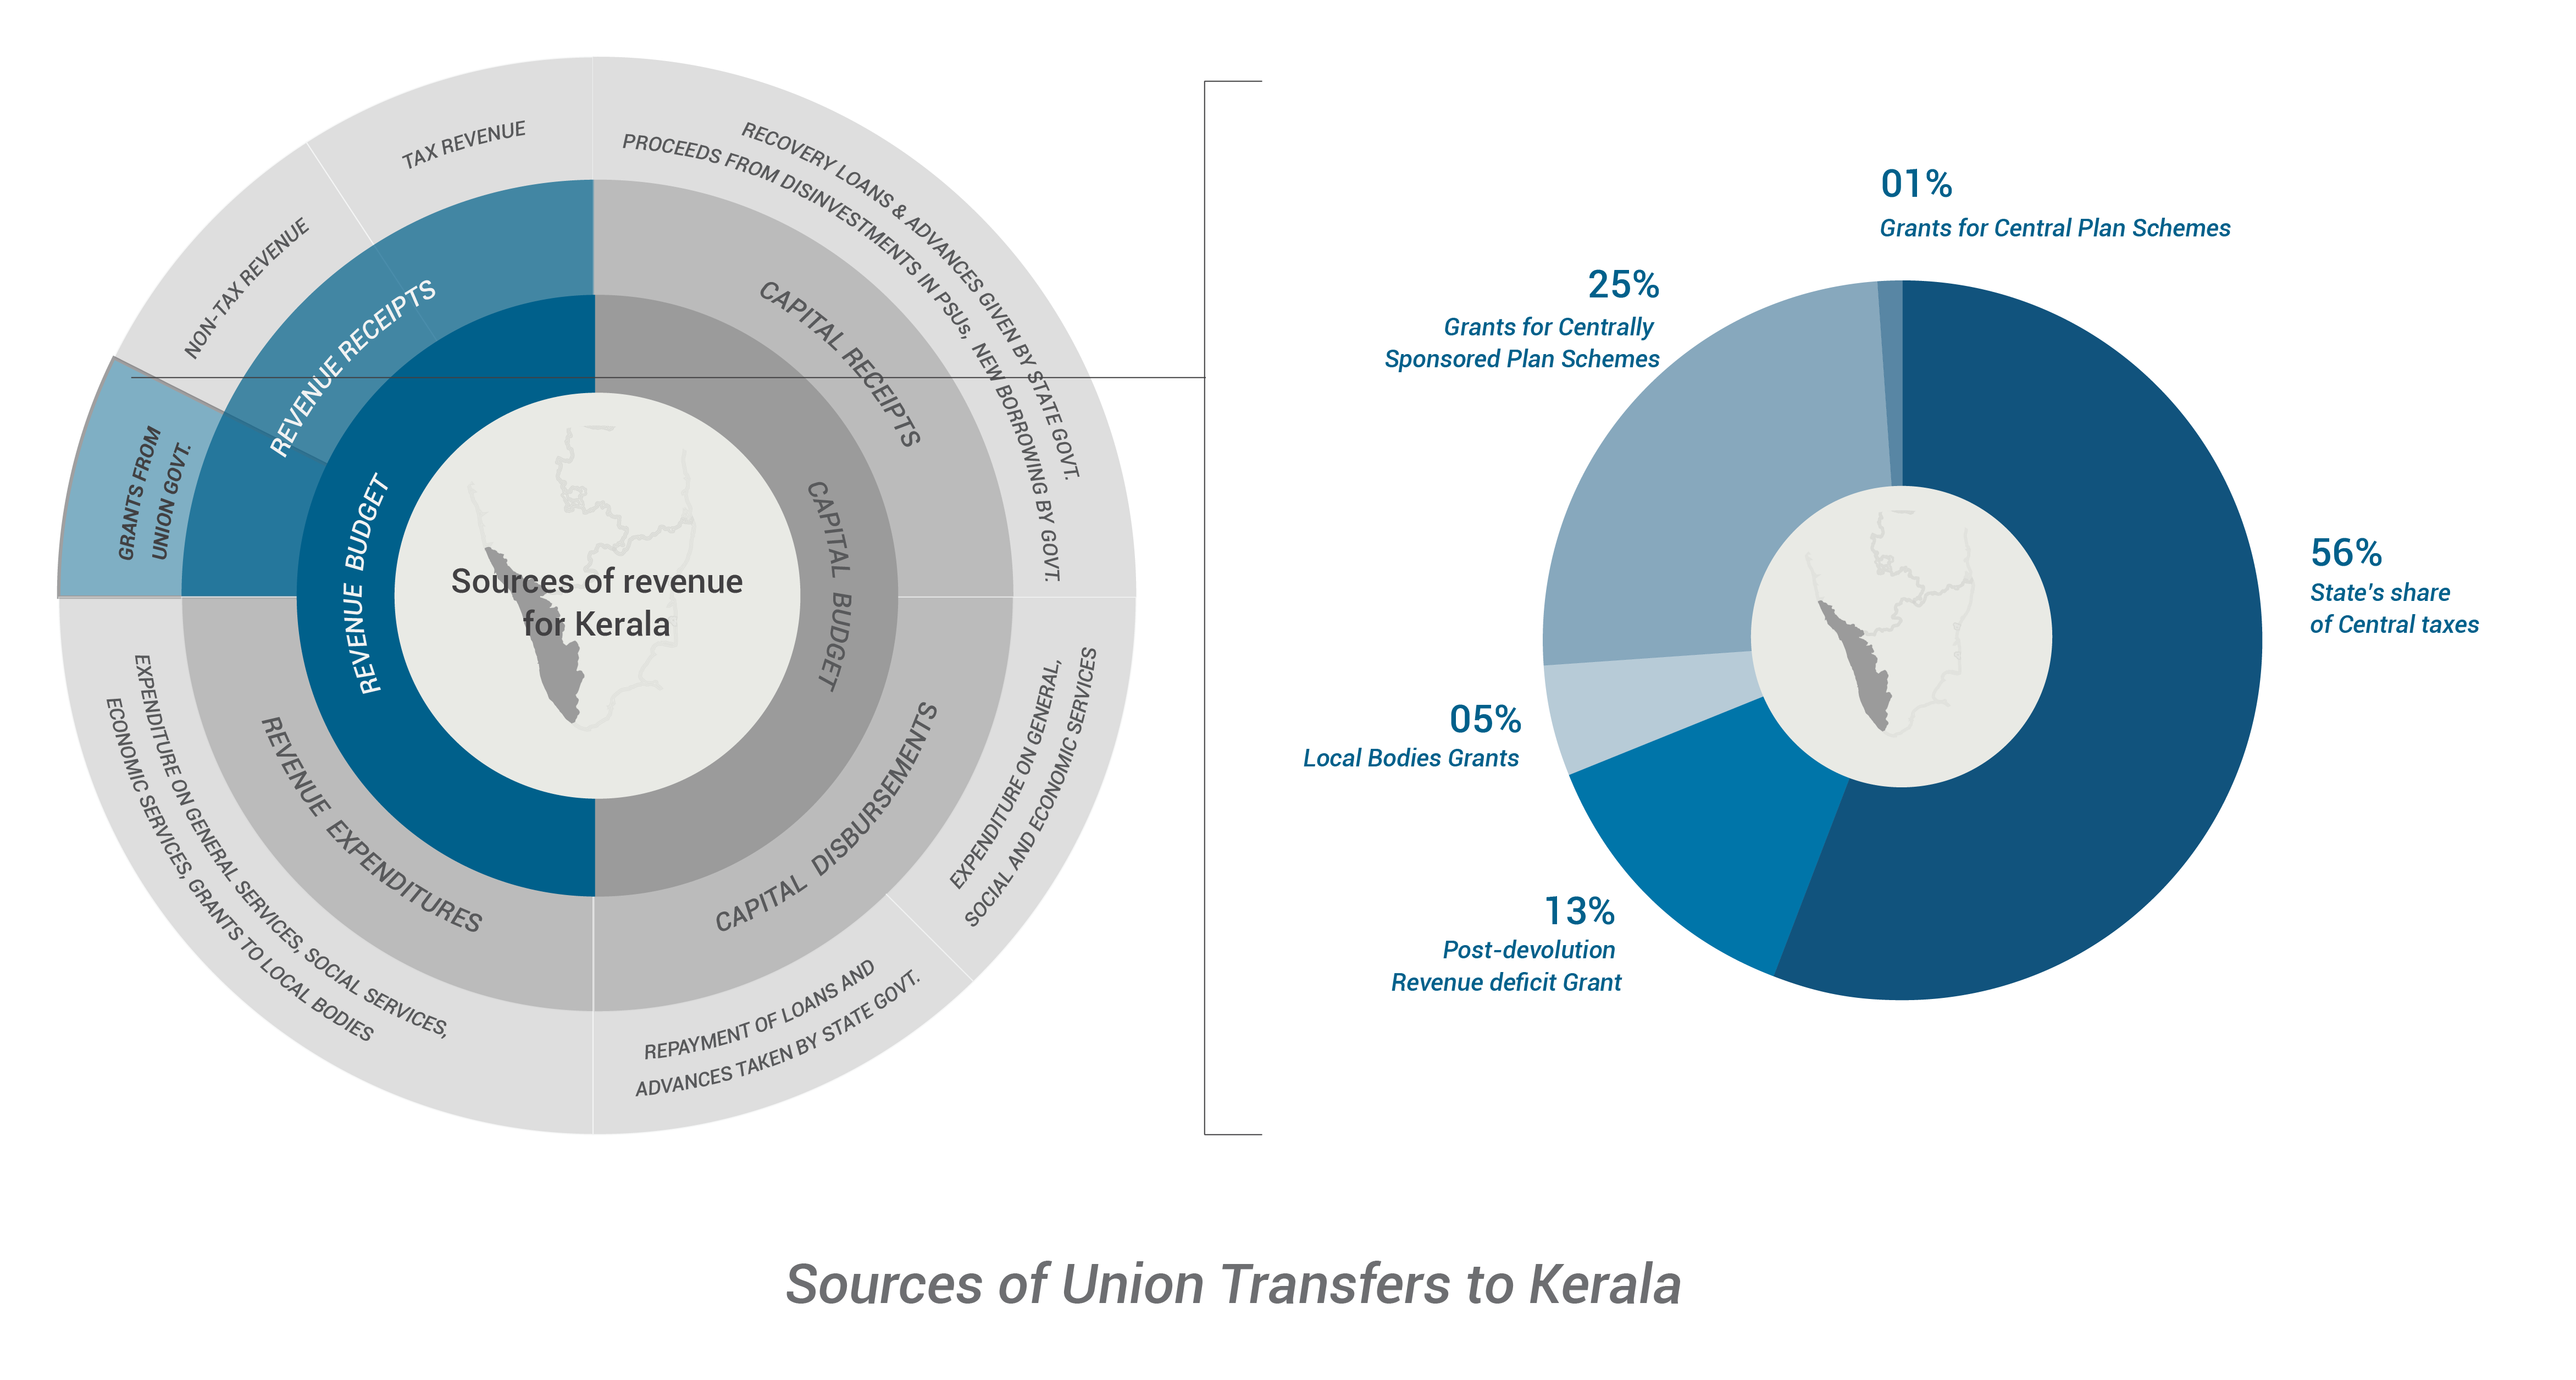 TAX REVENUE
NON-TAX REVENUE
GRANTS FROM
UNION GOVT.
RECOVERY LOANS & ADVANCES GIVEN BY STATE GOVT.
PROCEEDS FROM DISINVESTMENTS IN PSUs, NEW BORROWING BY GOVT.
REVENUE RECEIPTS
CAPITAL RECEIPTS
REVENUE BUDGET
CAPITAL BUDGET
Sources of revenue
for Kerala
REVENUE EXPENDITURES
CAPITAL DISBURSEMENTS
EXPENDITURE ON GENERAL SERVICES, SOCIAL SERVICES,
ECONOMIC SERVICES, GRANTS TO LOCAL BODIES
EXPENDITURE ON GENERAL,
SOCIAL AND ECONOMIC SERVICES
REPAYMENT OF LOANS AND
ADVANCES TAKEN BY STATE GOVT.
01%
Grants for Central Plan Schemes
25%
Grants for Centrally
Sponsored Plan Schemes
56%
State's share
of Central taxes
05%
Local Bodies Grants
13%
Post-devolution
Revenue deficit Grant
Sources of Union Transfers to Kerala